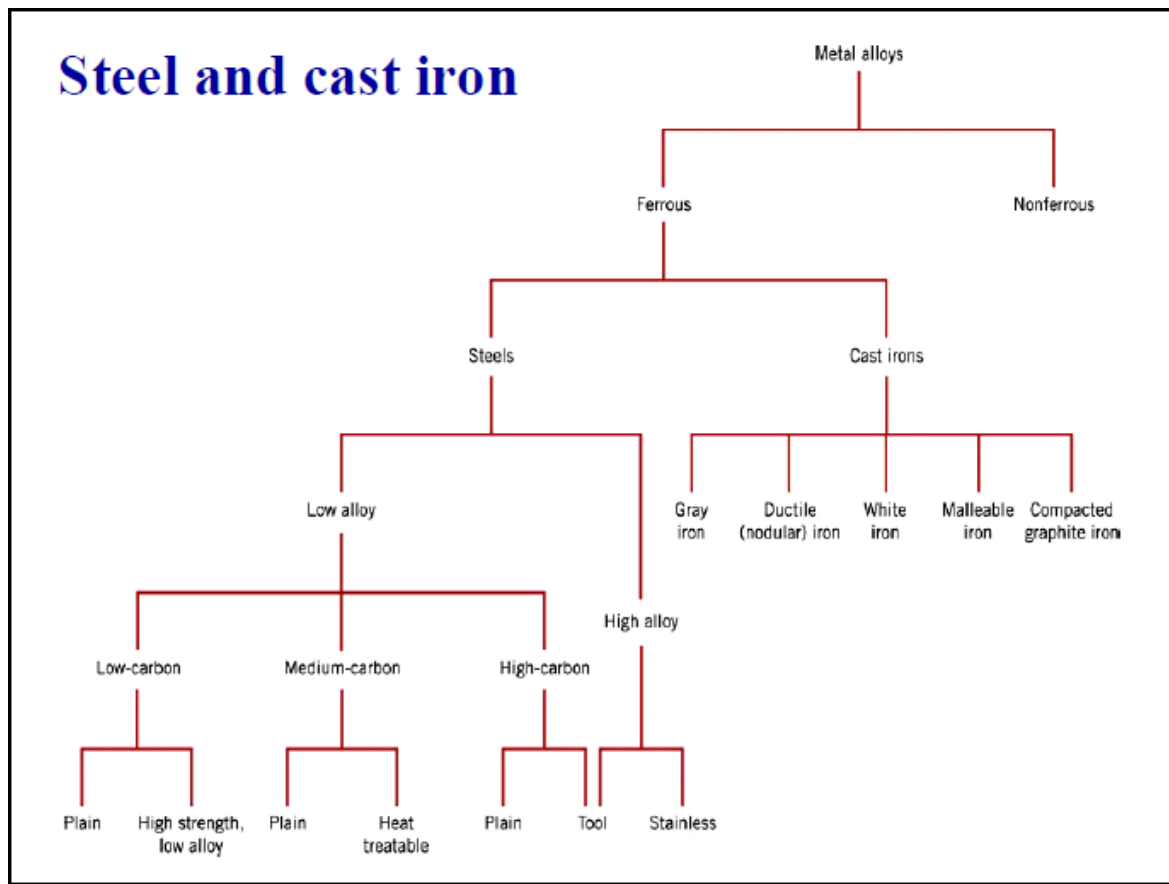 Steel and cast iron
Metal alloys
Ferrous
Nonferrous
Steels
Cast irons
Low alloy
Gray
iron
Ductile
(nodular) iron
White
iron
Malleable
iron
Compacted
graphite iron
High alloy
Low-carbon
Medium-carbon
High-carbon
Plain
High strength,
low alloy
Plain
Heat
treatable
Plain
Tool
Stainless